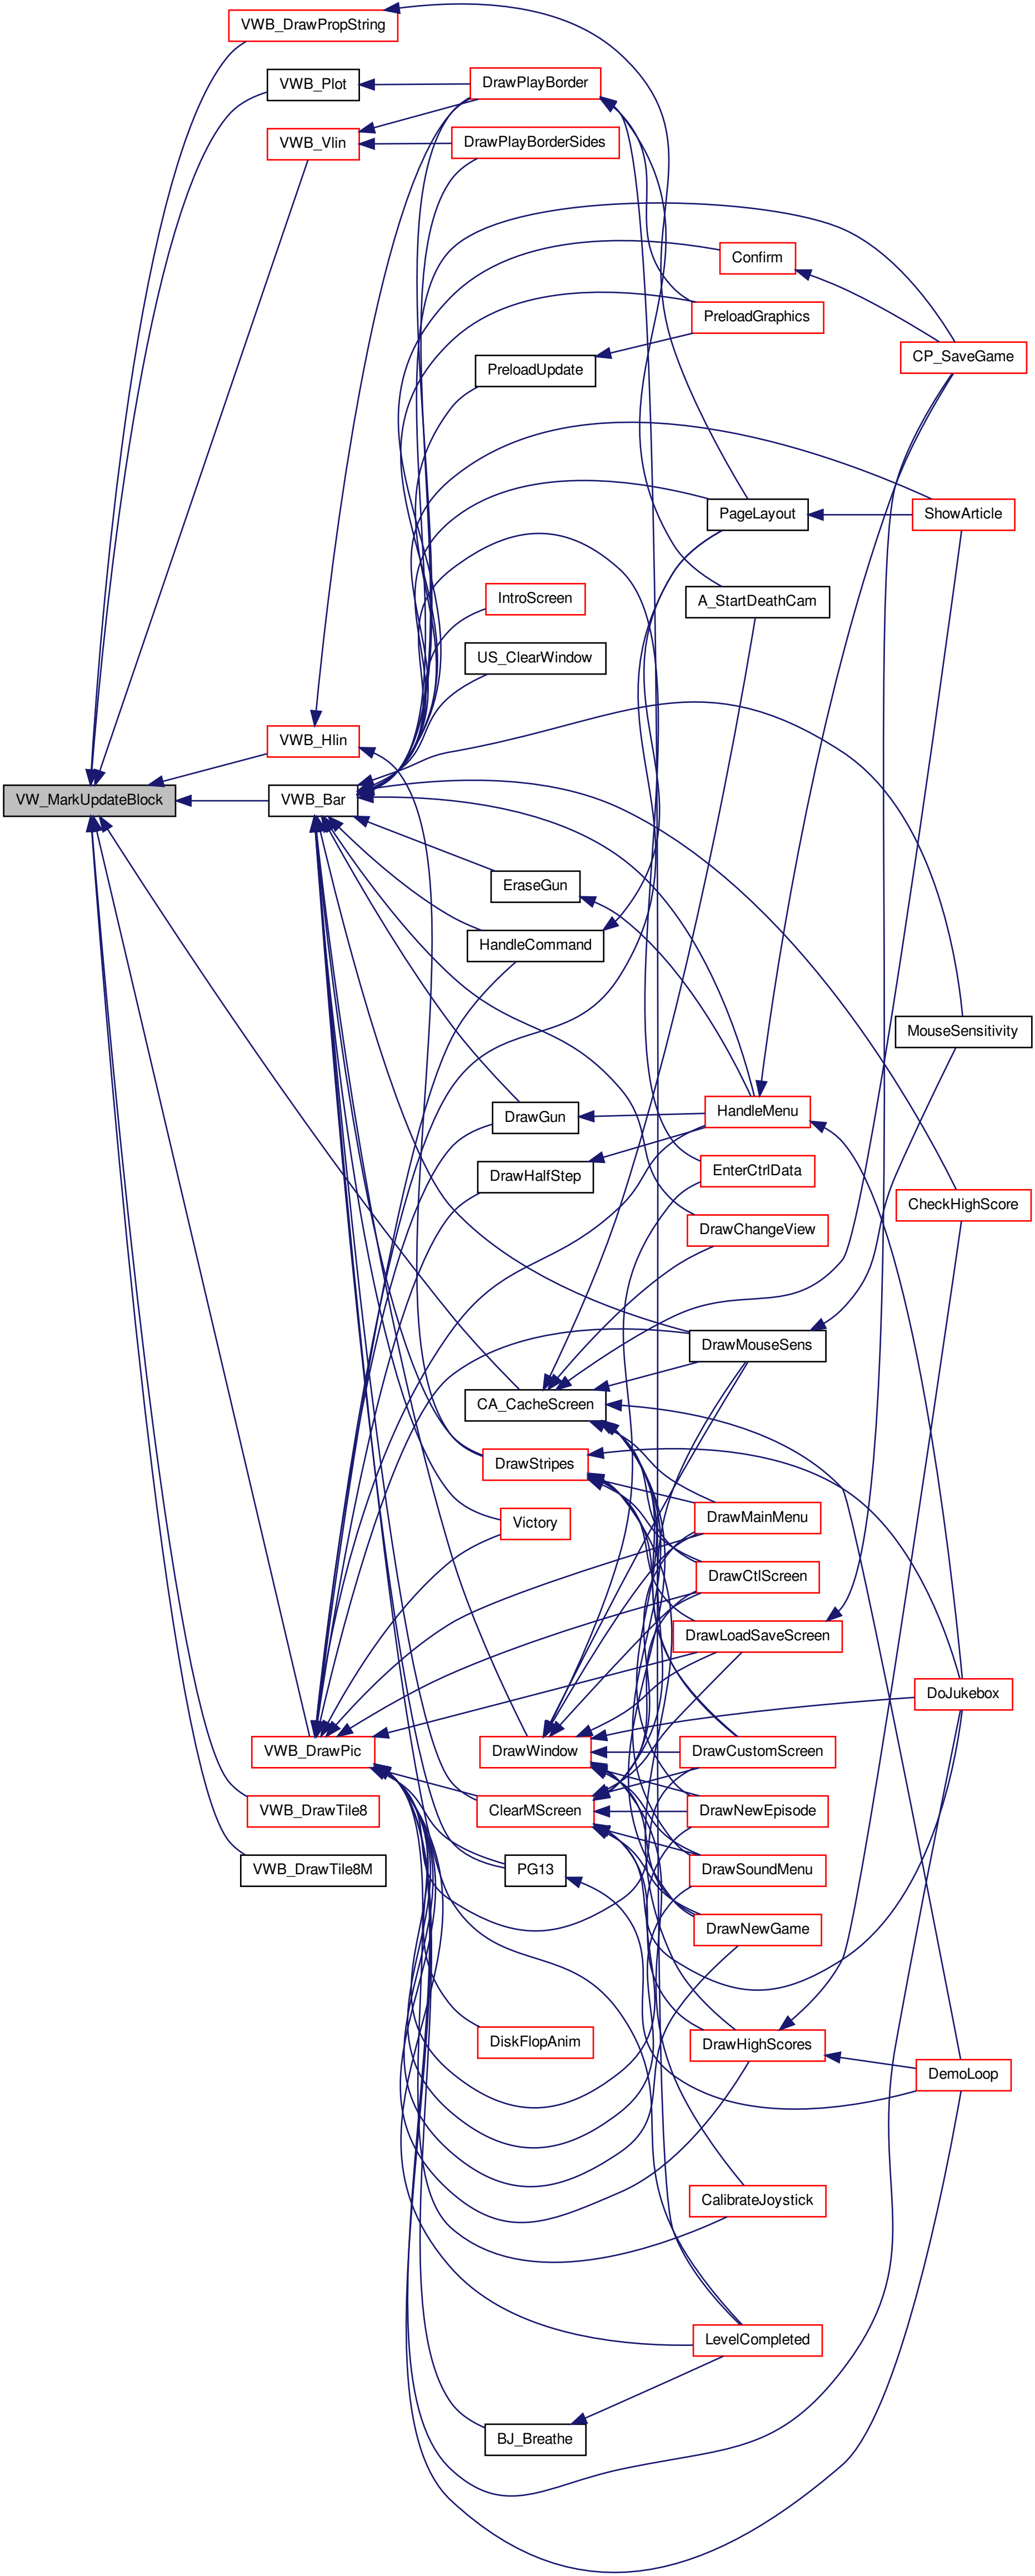 VWB_DrawPropString
VWB_Plot
DrawPlayBorder
VWB_Vlin
DrawPlayBorderSides
Confirm
PreloadGraphics
CP_SaveGame
PreloadUpdate
PageLayout
ShowArticle
IntroScreen
A_StartDeathCam
US_ClearWindow
VWB_Hlin
VW_MarkUpdateBlock
VWB_Bar
EraseGun
HandleCommand
MouseSensitivity
DrawGun
HandleMenu
DrawHalfStep
EnterCtrlData
CheckHighScore
DrawChangeView
DrawMouseSens
CA_CacheScreen
DrawStripes
Victory
DrawMainMenu
DrawCtlScreen
DrawLoadSaveScreen
DoJukebox
VWB_DrawPic
DrawWindow
DrawCustomScreen
VWB_DrawTile8
ClearMScreen
DrawNewEpisode
VWB_DrawTile8M
PG13
DrawSoundMenu
DrawNewGame
DiskFlopAnim
DrawHighScores
DemoLoop
CalibrateJoystick
LevelCompleted
BJ_Breathe